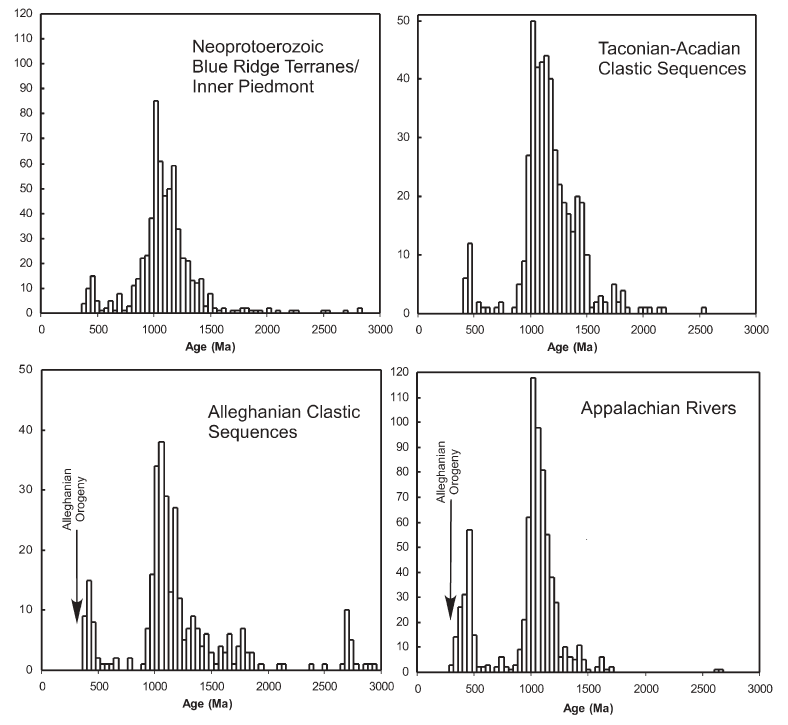 120
110
100
90
80
70
60
50
40
30
20
10
0
Neoprotoerozoic
Blue Ridge Terranes/
Inner Piedmont
0 500 1000 1500 2000 2500 3000
Age (Ma)
50
40
30
20
10
0
Taconian-Acadian
Clastic Sequences
0 500 1000 1500 2000 2500 3000
Age (Ma)
50
40
30
20
10
0
Alleghanian Clastic
Sequences
Alleghanian
Orogeny
0 500 1000 1500 2000 2500 3000
Age (Ma)
120
110
100
90
80
70
60
50
40
30
20
10
0
Appalachian Rivers
Alleghanian
Orogeny
0 500 1000 1500 2000 2500 3000
Age (Ma)